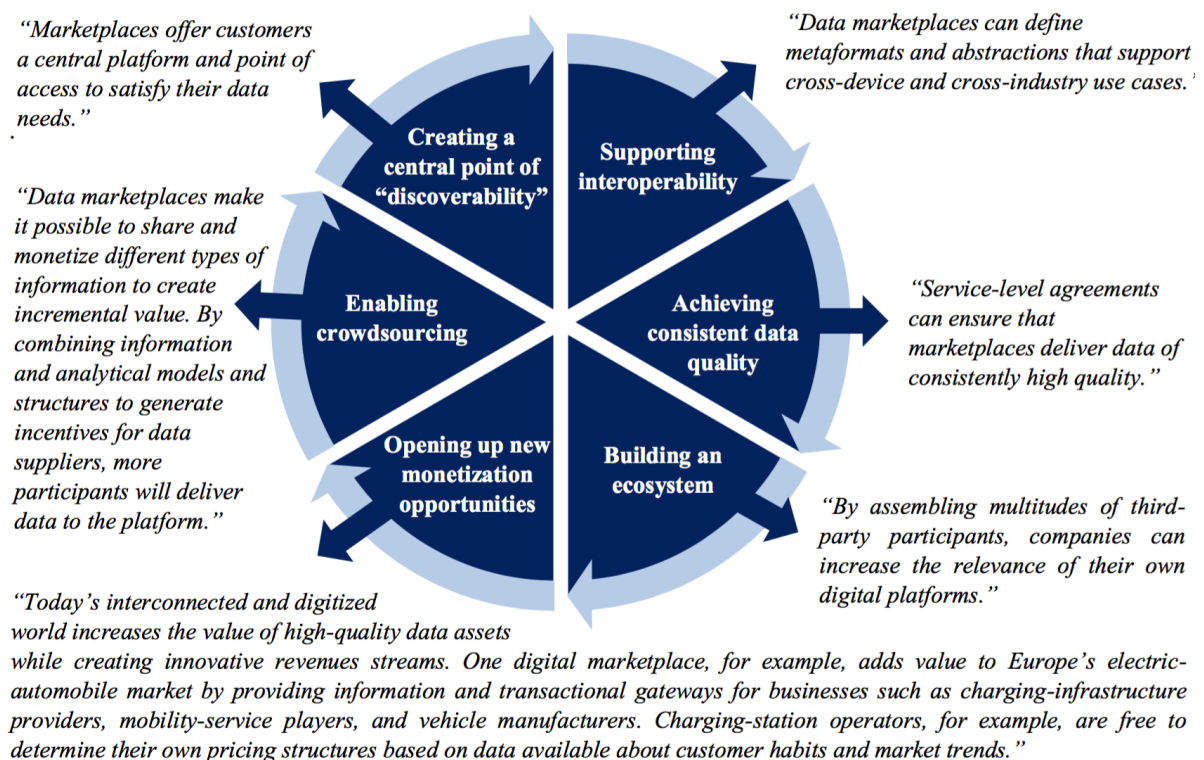 “Marketplaces offer customers
a central platform and point of
access to satisfy their data
needs.”
.
“Data marketplaces can define
metaformats and abstractions that support
cross-device and cross-industry use cases.”
Creating a
central point of
“discoverability”
Supporting
interoperability
“Data marketplaces make
it possible to share and
monetize different types of
information to create
incremental value. By
combining information
and analytical models and
structures to generate
incentives for data
suppliers, more
participants will deliver
data to the platform.”
Enabling
crowdsourcing
Achieving
consistent data
quality
“Service-level agreements
can ensure that
marketplaces deliver data of
consistently high quality.”
Opening up new
monetization
opportunities
Building an
ecosystem
“By assembling multitudes of third-
party participants, companies can
increase the relevance of their own
digital platforms.”
“Today’s interconnected and digitized
world increases the value of high-quality data assets
while creating innovative revenues streams. One digital marketplace, for example, adds value to Europe’s electric-
automobile market by providing information and transactional gateways for businesses such as charging-infrastructure
providers, mobility-service players, and vehicle manufacturers. Charging-station operators, for example, are free to
determine their own pricing structures based on data available about customer habits and market trends.”